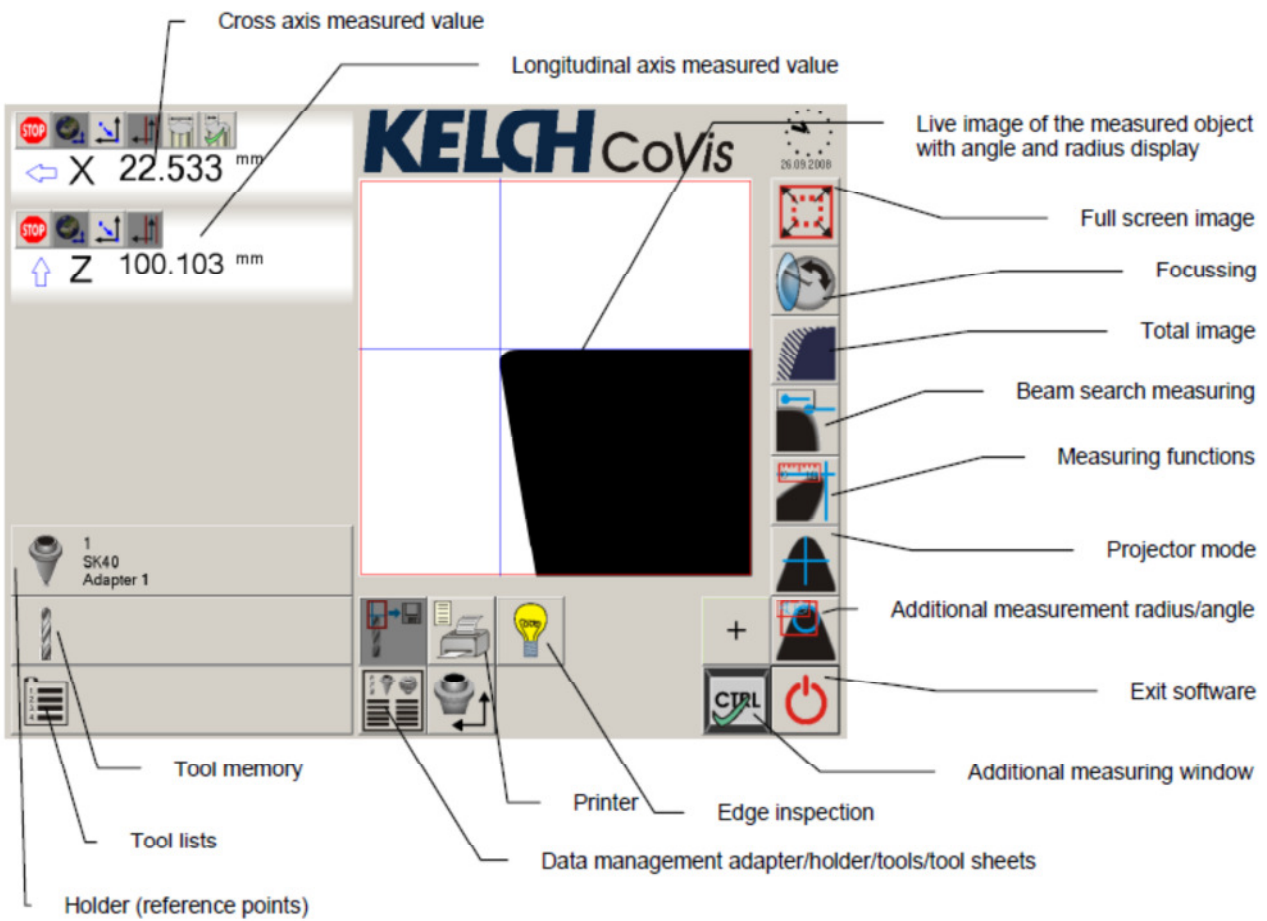 Cross axis measured value
Longitudinal axis measured value
STOP
X 22.533 mm
STOP
Z 100.103 mm
KELCH CoVis
26.09.2008
Live image of the measured object
with angle and radius display
Full screen image
Focussing
Total image
Beam search measuring
Measuring functions
Projector mode
Additional measurement radius/angle
Exit software
Additional measuring window
1
SK40
Adapter 1
+
CTRL
Tool memory
Tool lists
Holder (reference points)
Printer
Edge inspection
Data management adapter/holder/tools/tool sheets